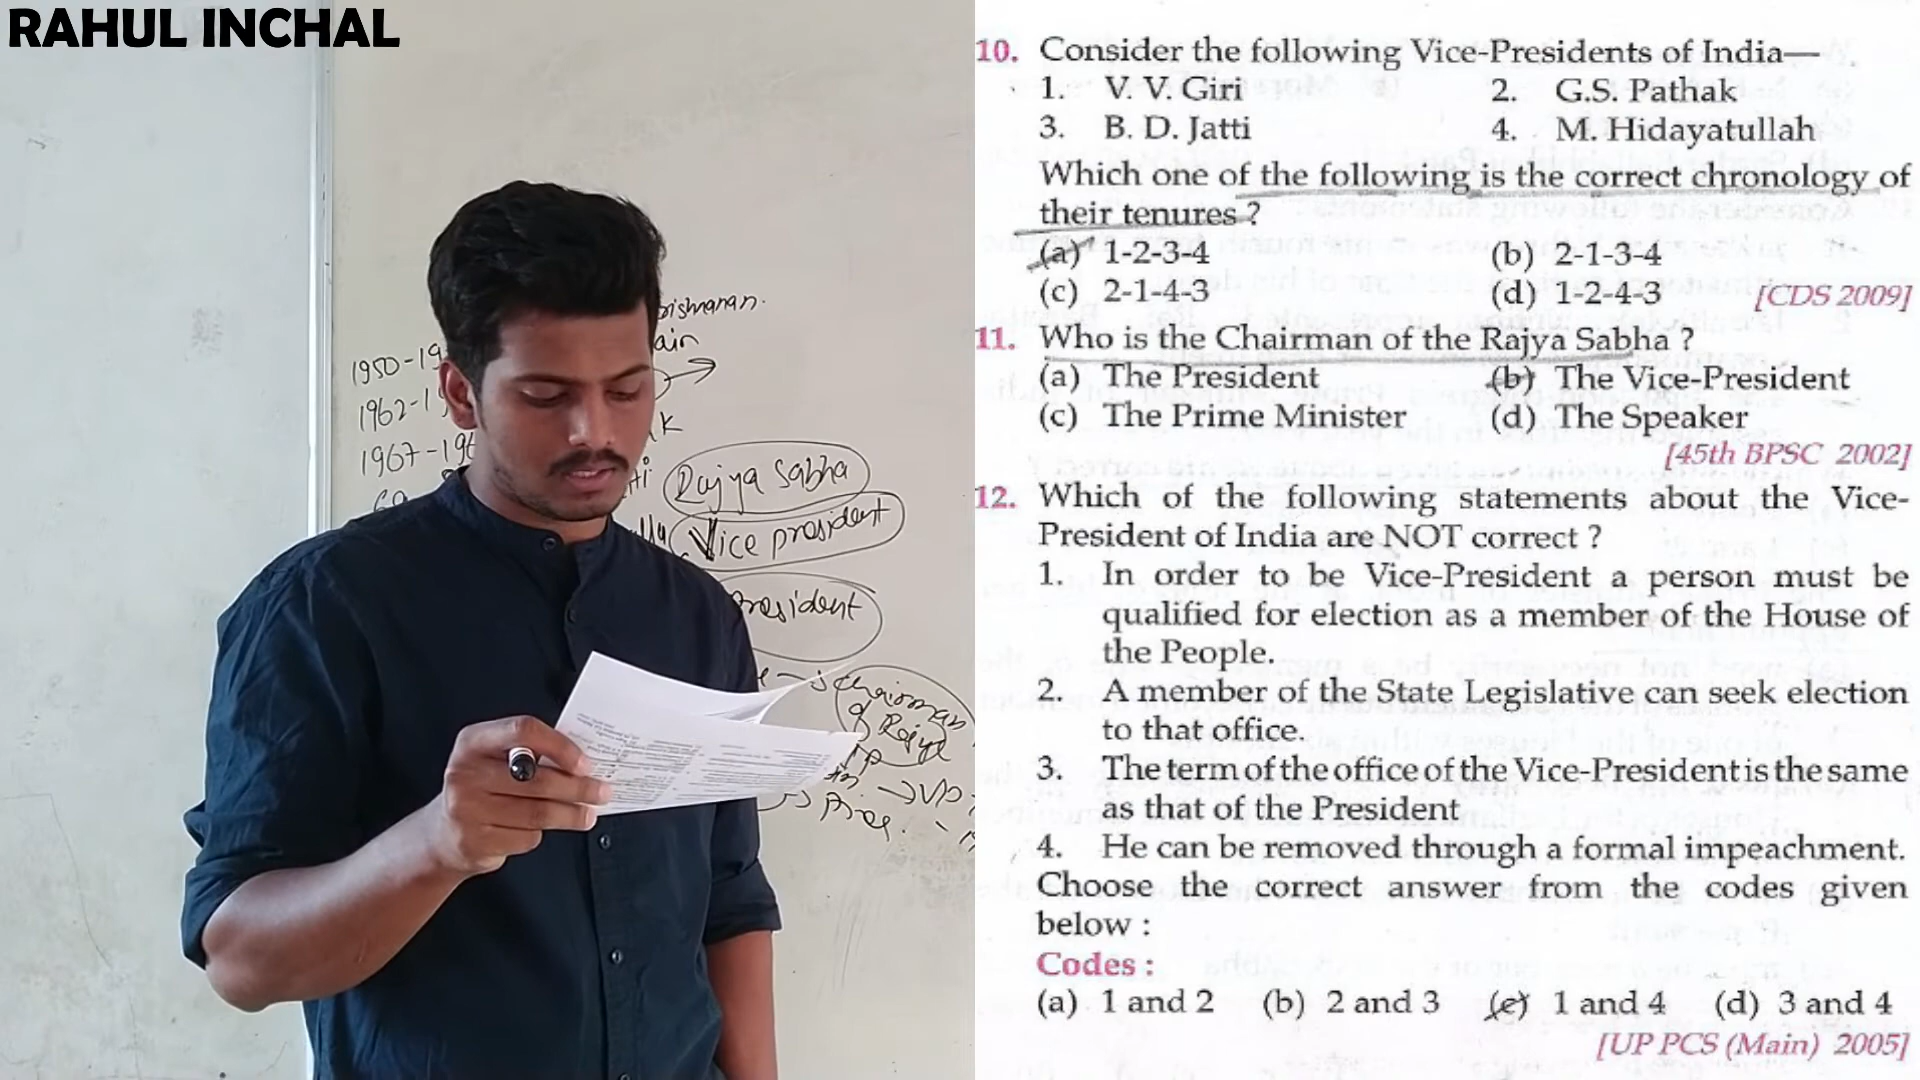 RAHUL INCHAL
1950-19
1962-1
1967-196
rishnanan.
ain
Rajya Sabha
Vice president
President
chairman
Rajya
10. Consider the following Vice-Presidents of India—
1. V. V. Giri 2. G.S. Pathak
3. B. D. Jatti 4. M. Hidayatullah
Which one of the following is the correct chronology of
their tenures ?
(a) 1-2-3-4 (b) 2-1-3-4
(c) 2-1-4-3 (d) 1-2-4-3 [CDS 2009]
11. Who is the Chairman of the Rajya Sabha ?
(a) The President (b) The Vice-President
(c) The Prime Minister (d) The Speaker
[45th BPSC 2002]
12. Which of the following statements about the Vice-
President of India are NOT correct ?
1. In order to be Vice-President a person must be
qualified for election as a member of the House of
the People.
2. A member of the State Legislative can seek election
to that office.
3. The term of the office of the Vice-President is the same
as that of the President
4. He can be removed through a formal impeachment.
Choose the correct answer from the codes given
below :
Codes :
(a) 1 and 2 (b) 2 and 3 (c) 1 and 4 (d) 3 and 4
[UP PCS (Main) 2005]